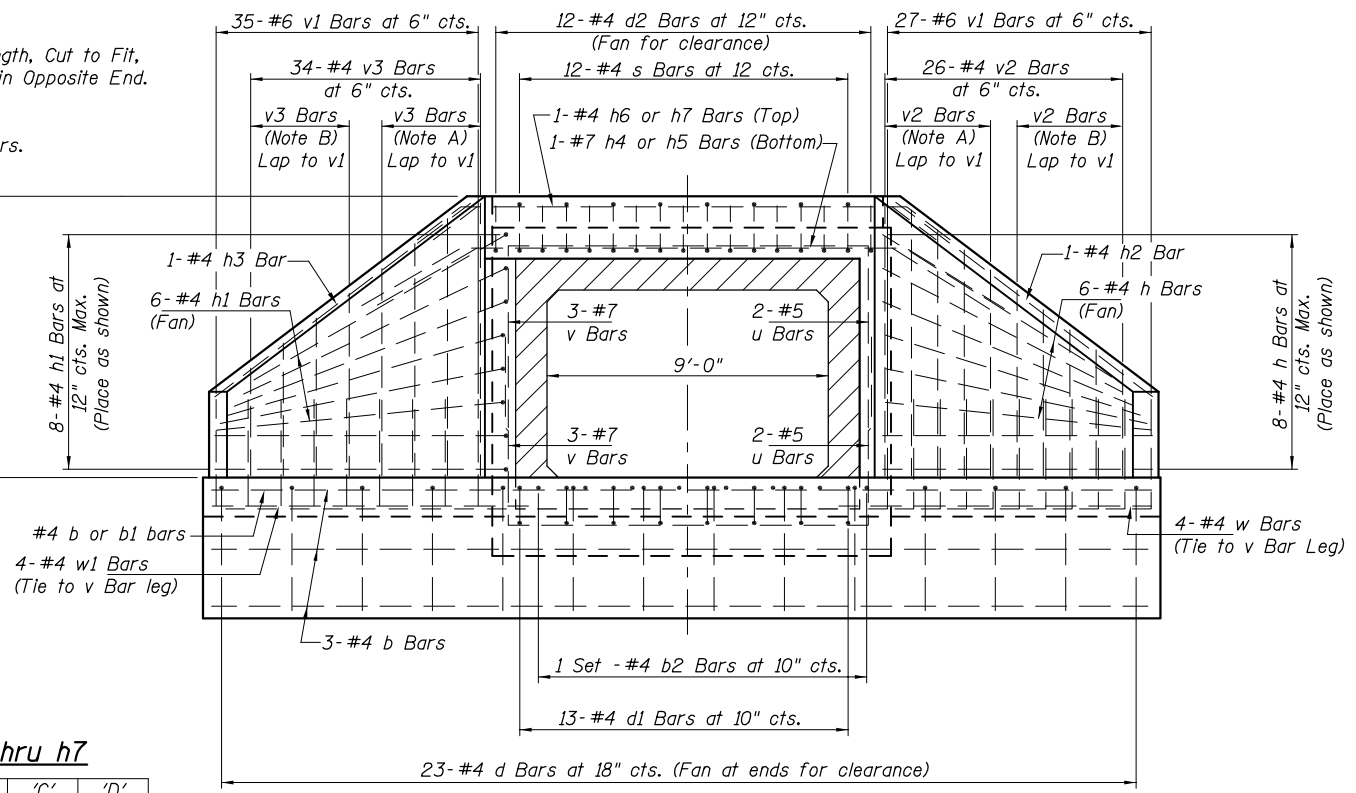 35-#6 v1 Bars at 6" cts.
12-#4 d2 Bars at 12" cts.
(Fan for clearance)
27-#6 v1 Bars at 6" cts.
gth, Cut to Fit,
in Opposite End.
rs.
34-#4 v3 Bars
at 6" cts.
12-#4 s Bars at 12 cts.
26-#4 v2 Bars
at 6" cts.
v3 Bars
(Note B)
Lap to v1
v3 Bars
(Note A)
Lap to v1
1-#4 h6 or h7 Bars (Top)
1-#7 h4 or h5 Bars (Bottom)
v2 Bars
(Note A)
Lap to v1
v2 Bars
(Note B)
Lap to v1
8-#4 h1 Bars at
12" cts. Max.
(Place as shown)
1-#4 h3 Bar
6-#4 h1 Bars
(Fan)
3-#7
v Bars
2-#5
u Bars
9'-0"
3-#7
v Bars
2-#5
u Bars
1-#4 h2 Bar
6-#4 h Bars
(Fan)
8-#4 h Bars at
12" cts. Max.
(Place as shown)
#4 b or b1 bars
4-#4 w1 Bars
(Tie to v Bar leg)
3-#4 b Bars
4-#4 w Bars
(Tie to v Bar Leg)
1 Set -#4 b2 Bars at 10" cts.
13-#4 d1 Bars at 10" cts.
23-#4 d Bars at 18" cts. (Fan at ends for clearance)
hru h7
'C' 'D'